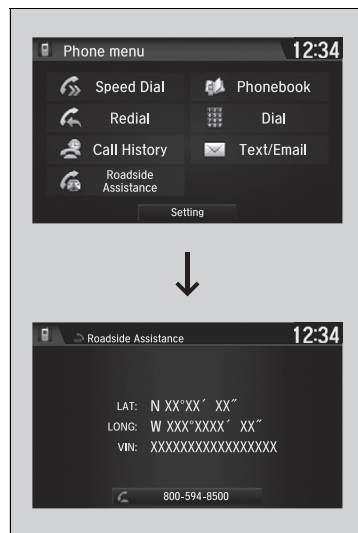 Phone menu 12:34
Speed Dial Phonebook
Redial Dial
Call History Text/Email
Roadside
Assistance
Setting
Roadside Assistance 12:34
LAT: N XX°XX´ XX˝
LONG: W XXX°XXXX´ XX˝
VIN: XXXXXXXXXXXXXXXXX
800-594-8500